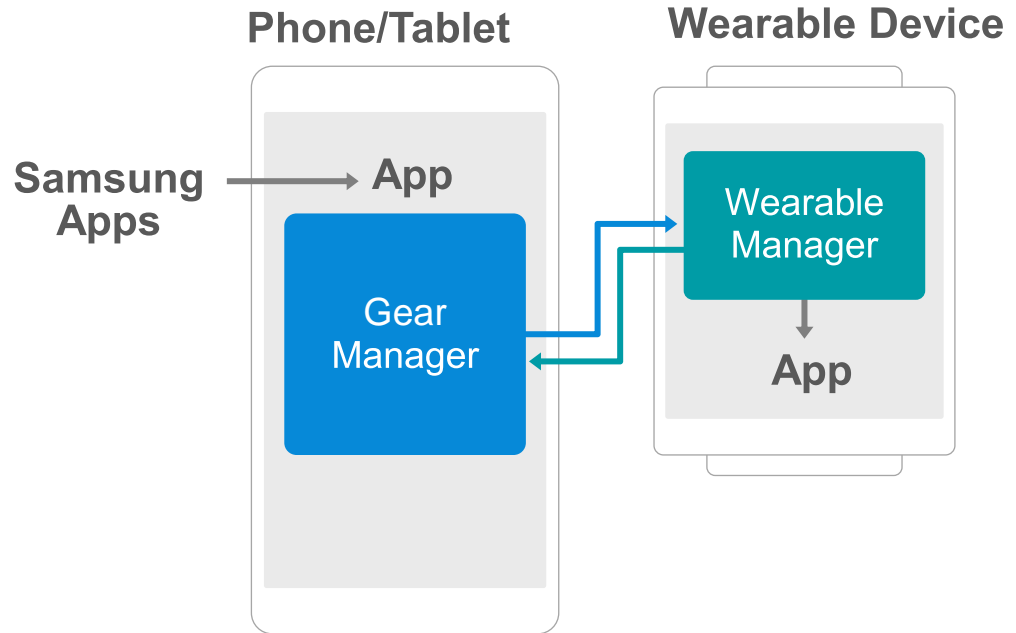 Phone/Tablet
Wearable Device
Samsung
Apps
App
Gear
Manager
Wearable
Manager
App